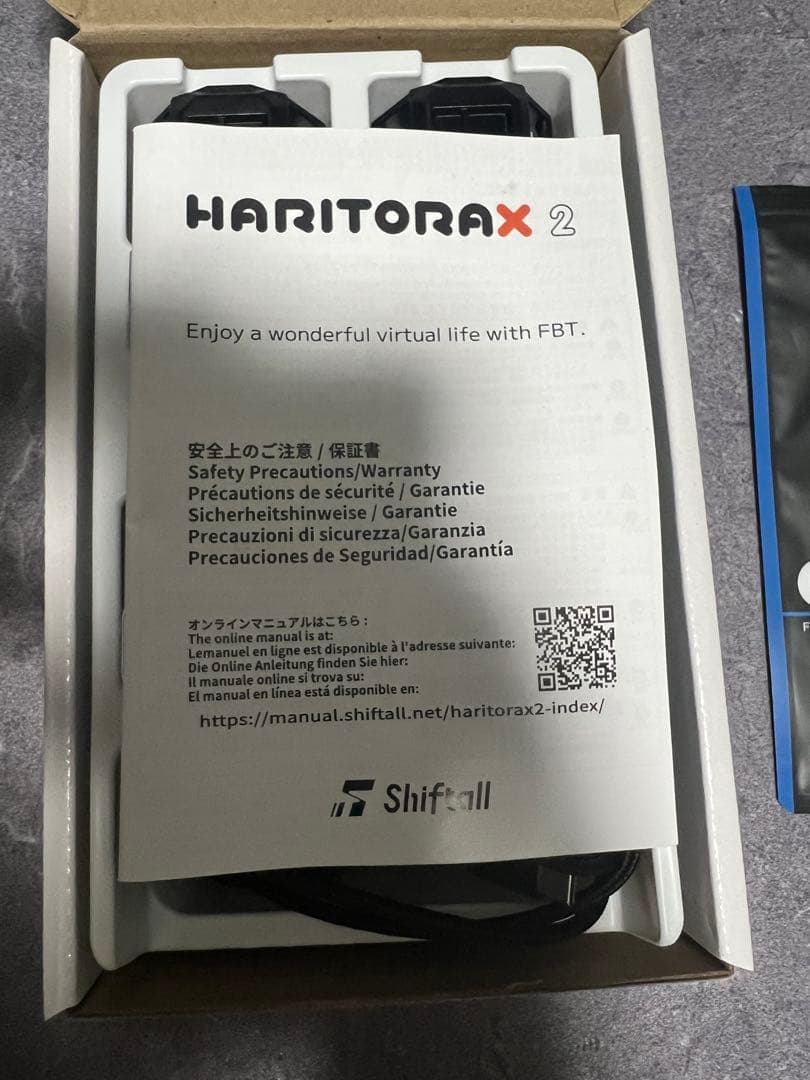 HARITORAX 2
Enjoy a wonderful virtual life with FBT.
安全上のご注意 / 保証書
Safety Precautions/Warranty
Précautions de sécurité / Garantie
Sicherheitshinweise / Garantie
Precauzioni di sicurezza/Garanzia
Precauciones de Seguridad/Garantía
オンラインマニュアルはこちら：
The online manual is at:
Lemanuel en ligne est disponible à l'adresse suivante:
Die Online Anleitung finden Sie hier:
Il manuale online si trova su:
El manual en línea está disponible en:
https://manual.shiftall.net/haritorax2-index/
Shiftall
F